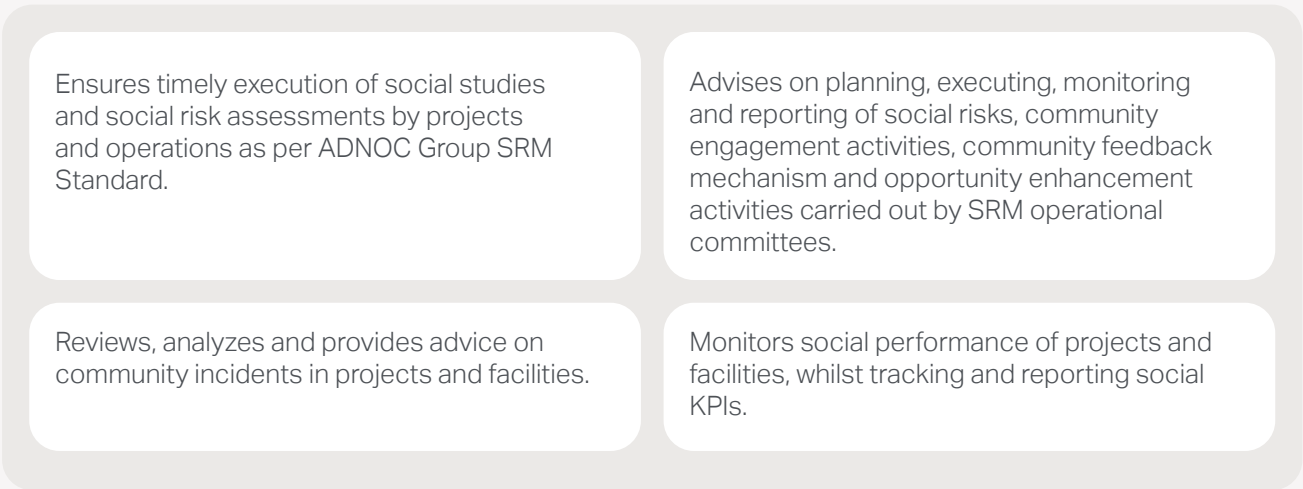 Ensures timely execution of social studies
and social risk assessments by projects
and operations as per ADNOC Group SRM
Standard.
Advises on planning, executing, monitoring
and reporting of social risks, community
engagement activities, community feedback
mechanism and opportunity enhancement
activities carried out by SRM operational
committees.
Reviews, analyzes and provides advice on
community incidents in projects and facilities.
Monitors social performance of projects and
facilities, whilst tracking and reporting social
KPIs.